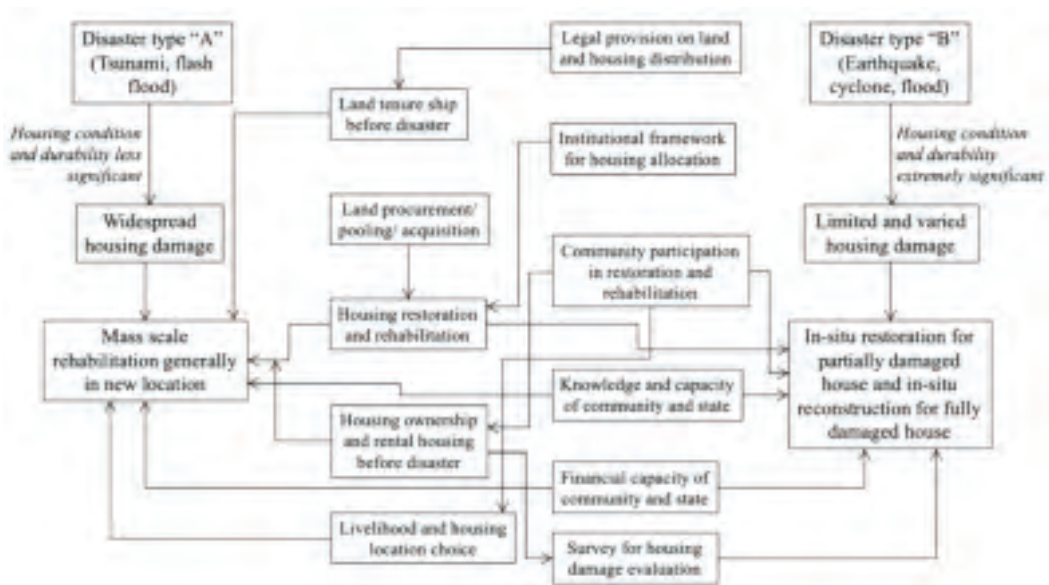 Disaster type “A”
(Tsunami, flash
flood)
Legal provision on land
and housing distribution
Disaster type “B”
(Earthquake,
cyclone, flood)
Land tenure ship
before disaster
Housing condition
and durability less
significant
Institutional framework
for housing allocation
Housing condition
and durability
extremely significant
Widespread
housing damage
Land procurement/
pooling/ acquisition
Community participation
in restoration and
rehabilitation
Limited and varied
housing damage
Mass scale
rehabilitation generally
in new location
Housing restoration
and rehabilitation
In-situ restoration for
partially damaged
house and in-situ
reconstruction for fully
damaged house
Knowledge and capacity
of community and state
Housing ownership
and rental housing
before disaster
Financial capacity of
community and state
Livelihood and housing
location choice
Survey for housing
damage evaluation